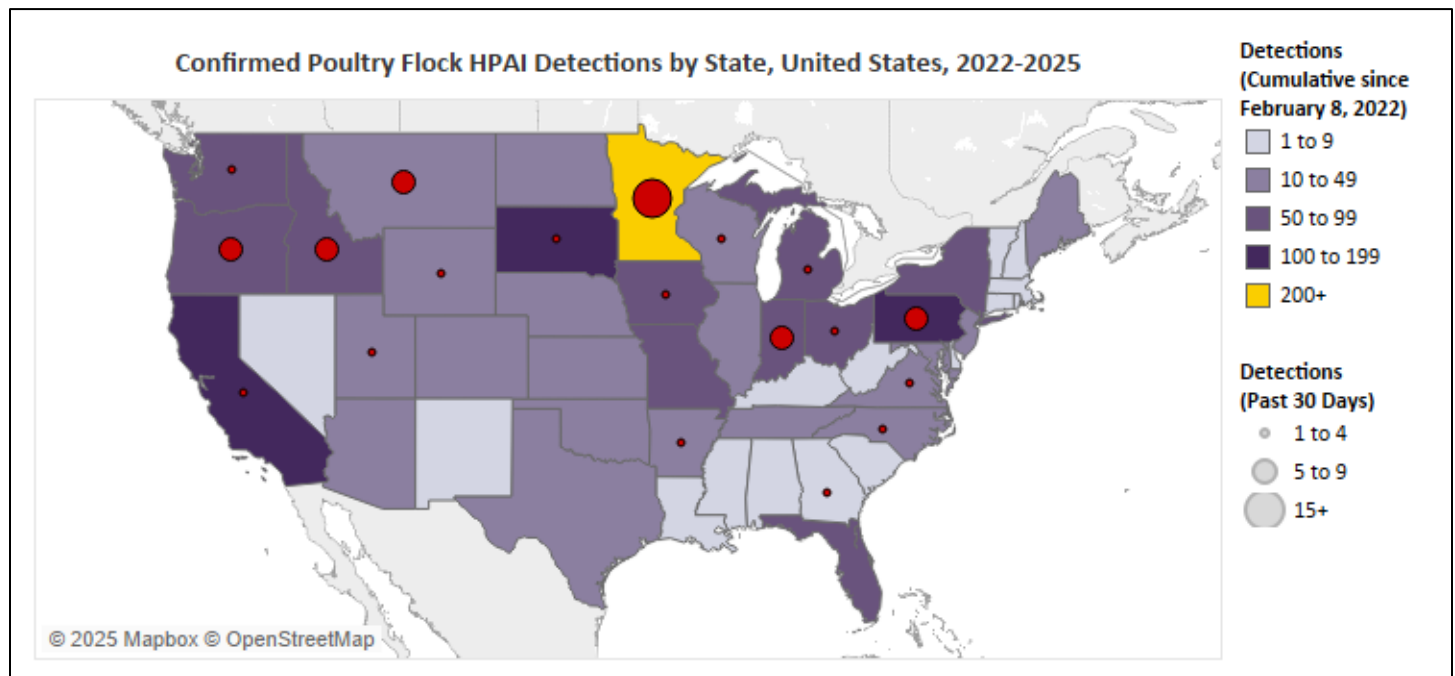 Confirmed Poultry Flock HPAI Detections by State, United States, 2022-2025
Detections
(Cumulative since
February 8, 2022)
1 to 9
10 to 49
50 to 99
100 to 199
200+
Detections
(Past 30 Days)
1 to 4
5 to 9
15+
© 2025 Mapbox © OpenStreetMap